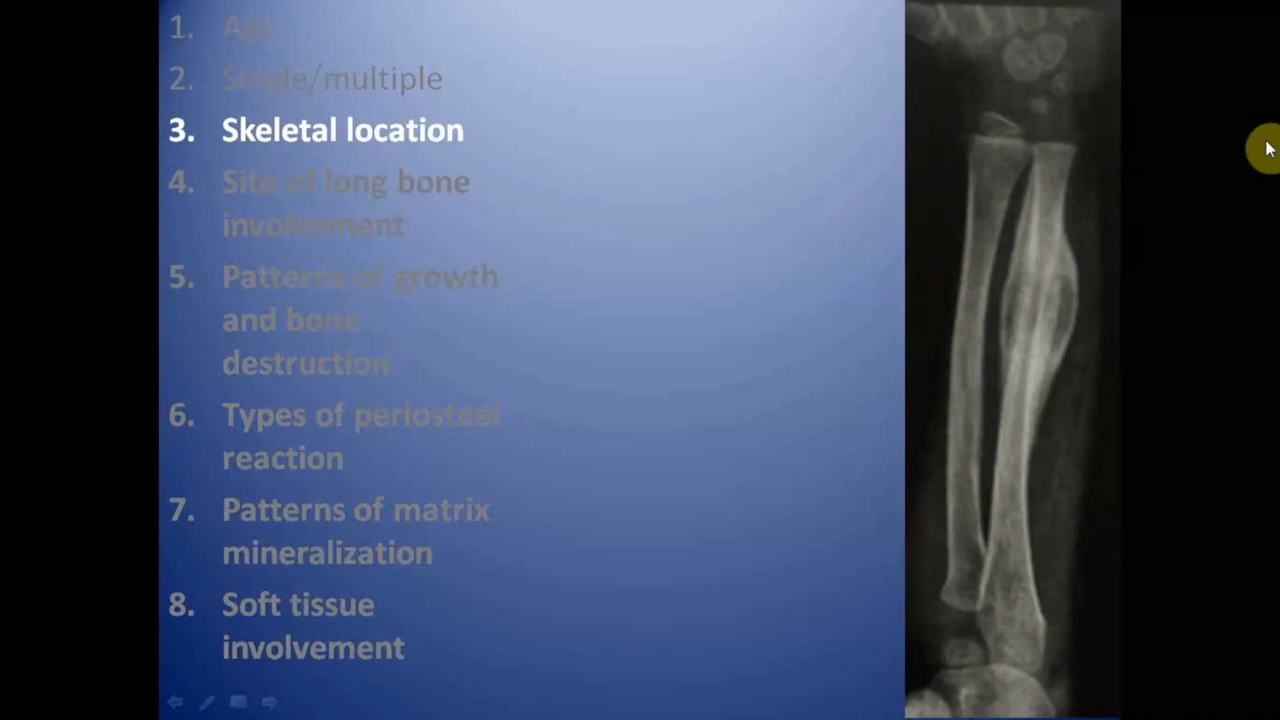 1. Age
2. Single/multiple
3. Skeletal location
4. Site of long bone
involvement
5. Patterns of growth
and bone
destruction
6. Types of periosteal
reaction
7. Patterns of matrix
mineralization
8. Soft tissue
involvement